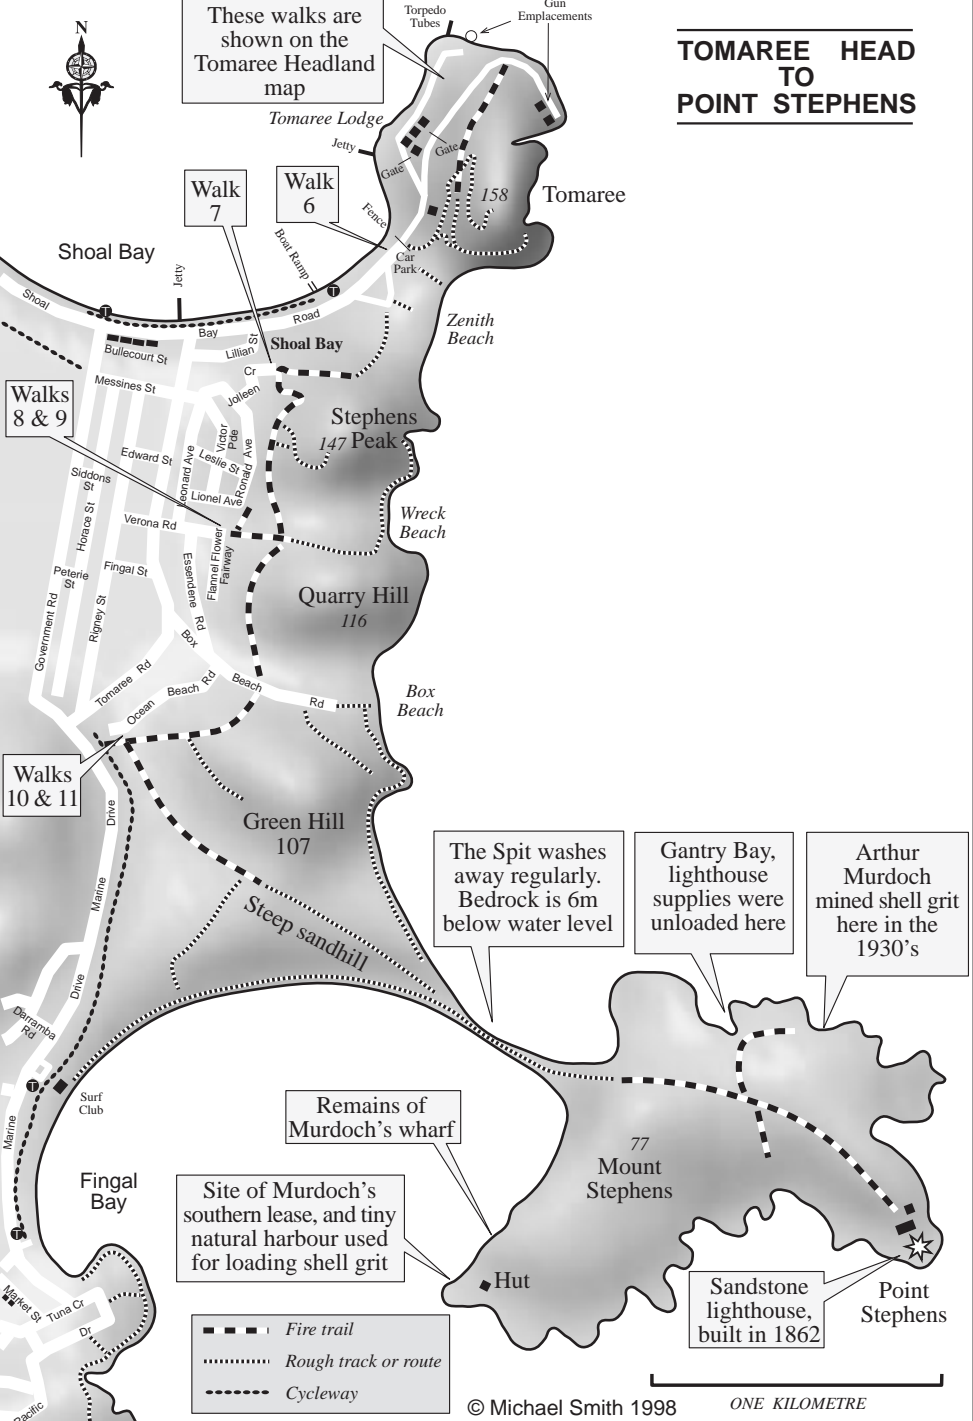 These walks are
shown on the
Tomaree Headland
map
Torpedo
Tubes
Gun
Emplacements
TOMAREE HEAD
TO
POINT STEPHENS
N
Tomaree Lodge
Jetty
Gate
Gate
158
Tomaree
Walk
7
Walk
6
Fence
Car
Park
Shoal Bay
Jetty
Boat Ramp
T
T
Shoal
Bay
Road
Zenith
Beach
Bullecourt St
Lillian
St
Shoal Bay
Messines St
Cr
Jolleen
Walks
8 & 9
Stephens
147 Peak
Victor
Pde
Edward St
Leonard Ave
Leslie St
Ronald Ave
Siddons
St
Lionel Ave
Horace St
Verona Rd
Wreck
Beach
Flannel Flower
Fairway
Essendene Rd
Fingal St
Peterie
St
Quarry Hill
116
Government Rd
Rigney St
Box
Beach
Rd
Tomaree Rd
Ocean
Beach
Rd
Box
Beach
Walks
10 & 11
Drive
Green Hill
107
The Spit washes
away regularly.
Bedrock is 6m
below water level
Gantry Bay,
lighthouse
supplies were
unloaded here
Arthur
Murdoch
mined shell grit
here in the
1930's
Marine
Steep sandhill
Drive
Darramba
Rd
T
Surf
Club
Marine
Remains of
Murdoch's wharf
77
Mount
Stephens
Fingal
Bay
Site of Murdoch's
southern lease, and tiny
natural harbour used
for loading shell grit
T
Hut
Sandstone
lighthouse,
built in 1862
Point
Stephens
Market St
Tuna Cr
Dr
Pacific
Fire trail
Rough track or route
Cycleway
© Michael Smith 1998
ONE KILOMETRE